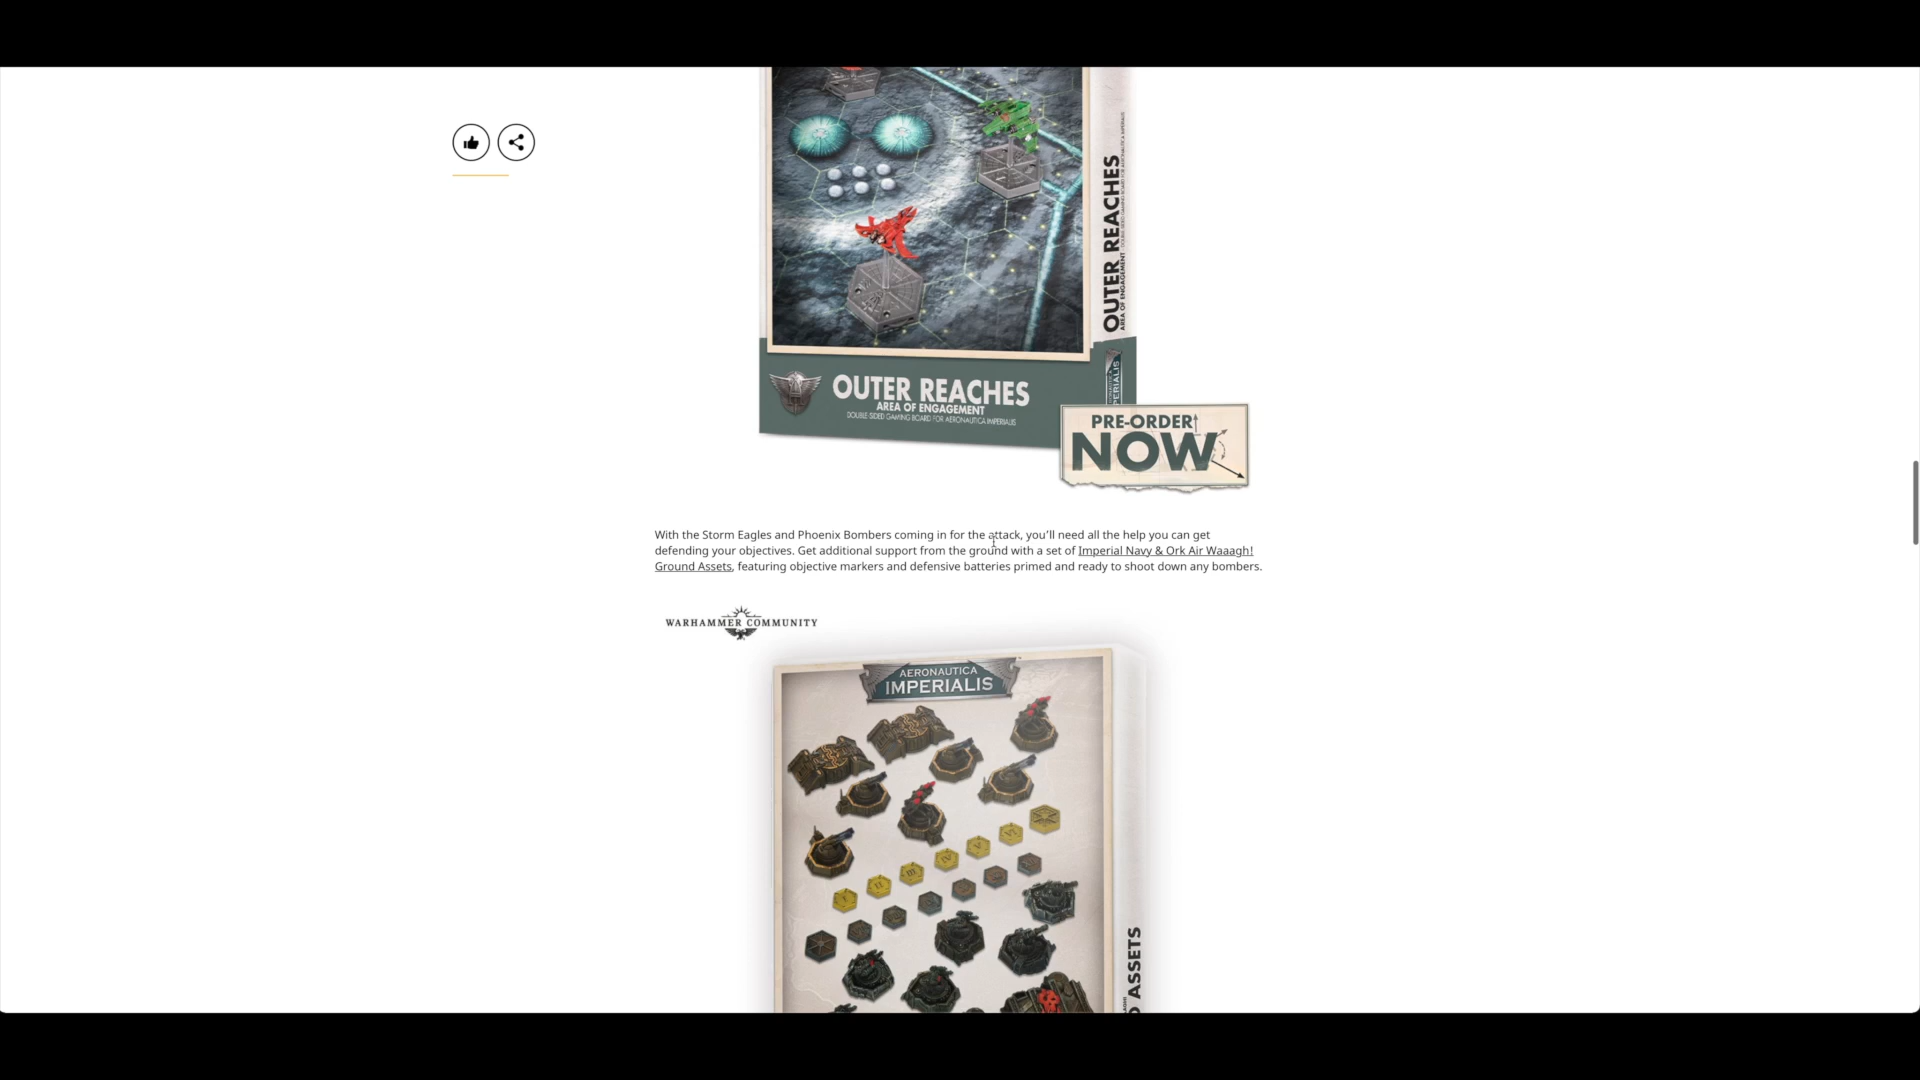 OUTER REACHES
AREA OF ENGAGEMENT
OUTER REACHES
AREA OF ENGAGEMENT
DOUBLE-SIDED GAMING BOARD FOR AERONAUTICA IMPERIALIS
PRE-ORDER
NOW
With the Storm Eagles and Phoenix Bombers coming in for the attack, you’ll need all the help you can get
defending your objectives. Get additional support from the ground with a set of Imperial Navy & Ork Air Waaagh!
Ground Assets, featuring objective markers and defensive batteries primed and ready to shoot down any bombers.
WARHAMMER COMMUNITY
AERONAUTICA
IMPERIALIS
ASSETS